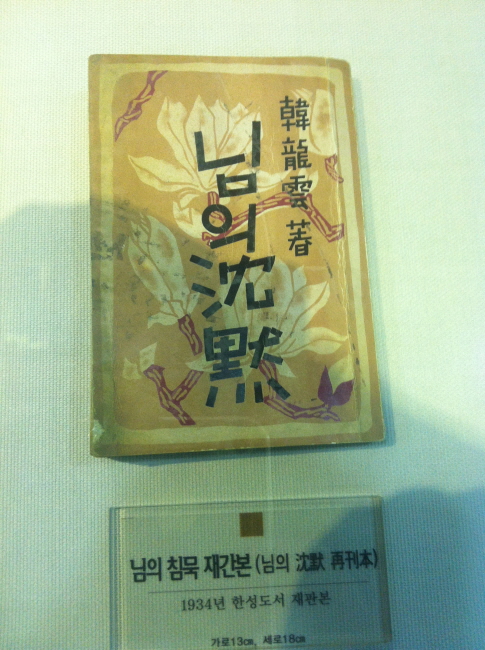 韓龍雲 著
님의 沈默
님의 침묵 재간본 (님의 沈默 再刊本)
1934년 한성도서 재판본
가로13㎝, 세로18㎝